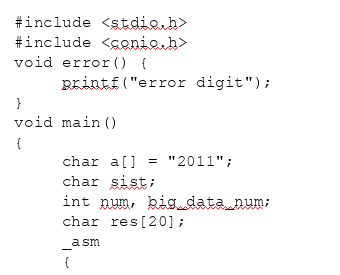 #include <stdio.h>
#include <conio.h>
void error() {
printf("error digit");
}
void main()
{
char a[] = "2011";
char sist;
int num, big_data_num;
char res[20];
_asm
{